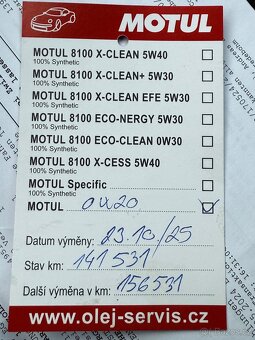 MOTUL
MOTUL 8100 X-CLEAN 5W40
100% Synthetic
MOTUL 8100 X-CLEAN+ 5W30
100% Synthetic
MOTUL 8100 X-CLEAN EFE 5W30
100% Synthetic
MOTUL 8100 ECO-NERGY 5W30
100% Synthetic
MOTUL 8100 ECO-CLEAN 0W30
100% Synthetic
MOTUL 8100 X-CESS 5W40
100% Synthetic
MOTUL Specific
MOTUL 0W20
Datum výměny: 23.10/25
Stav km: 141 531
Další výměna v km: 156531
www.olej-servis.cz